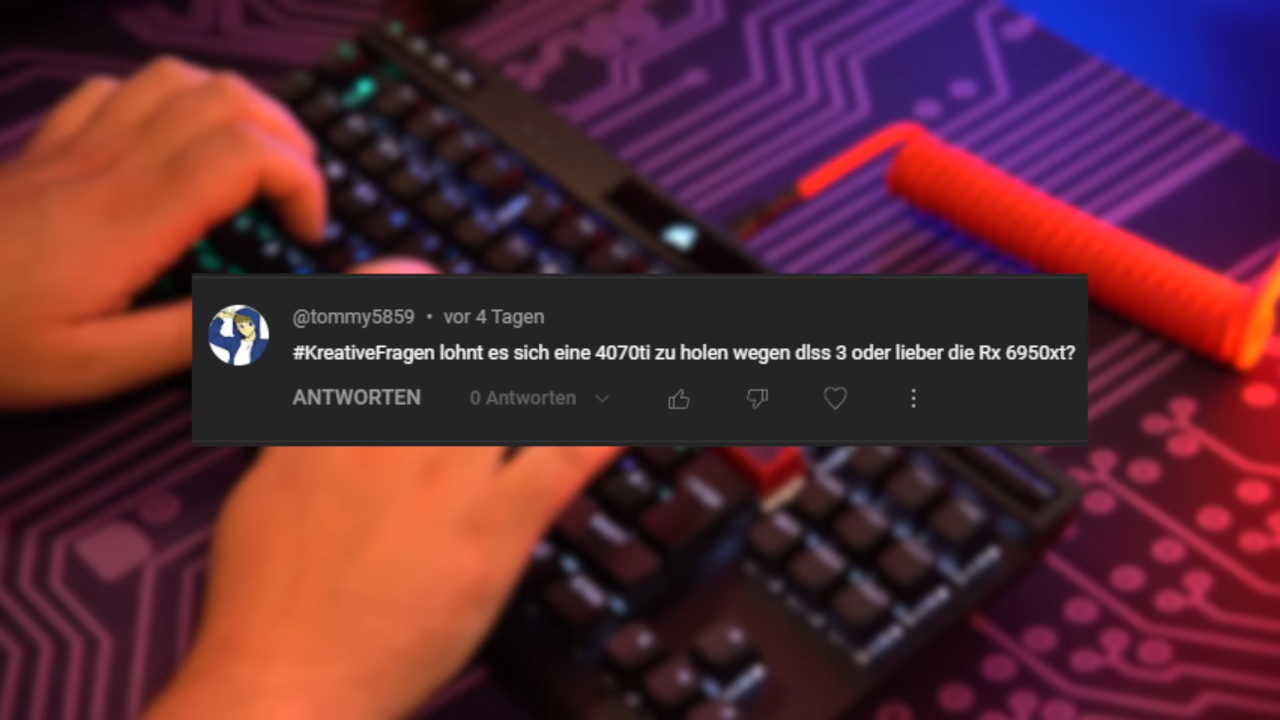 @tommy5859 • vor 4 Tagen
#KreativeFragen lohnt es sich eine 4070ti zu holen wegen dlss 3 oder lieber die Rx 6950xt?
ANTWORTEN 0 Antworten